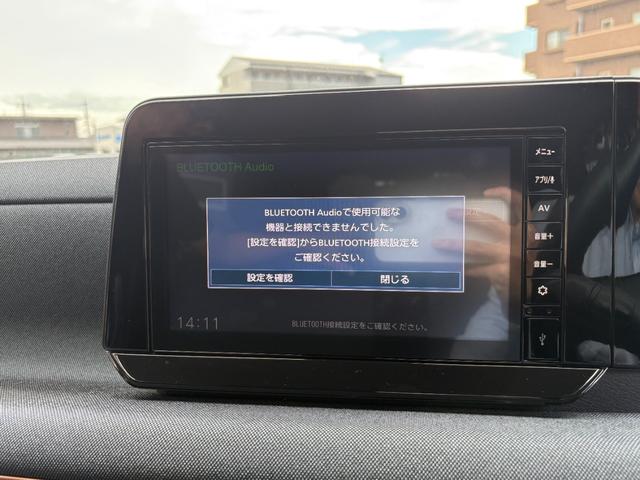 BLUETOOTH Audio
BLUETOOTH Audioで使用可能な
機器と接続できませんでした。
[設定を確認]からBLUETOOTH接続設定を
ご確認ください。
設定を確認
閉じる
14:11
BLUETOOTH接続設定をご確認ください。
メニュー
アプリ/
AV
音量+
音量−